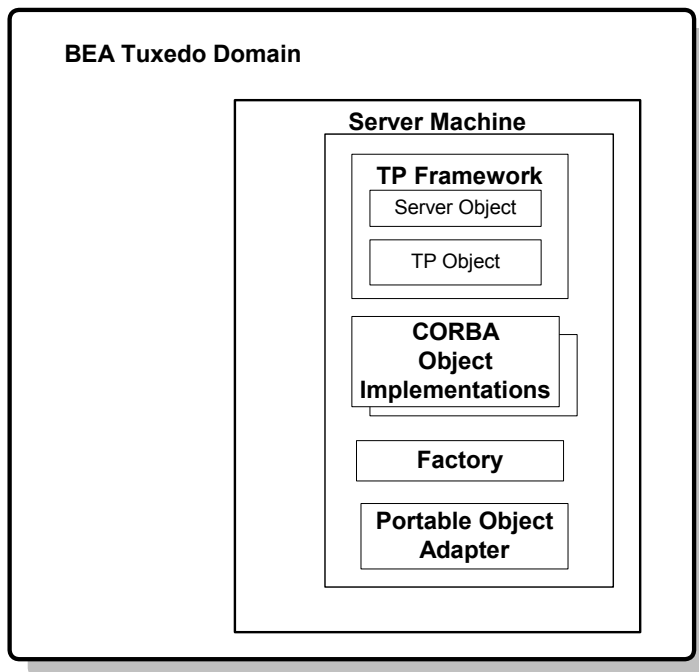 BEA Tuxedo Domain
Server Machine
TP Framework
Server Object
TP Object
CORBA
Object
Implementations
Factory
Portable Object
Adapter